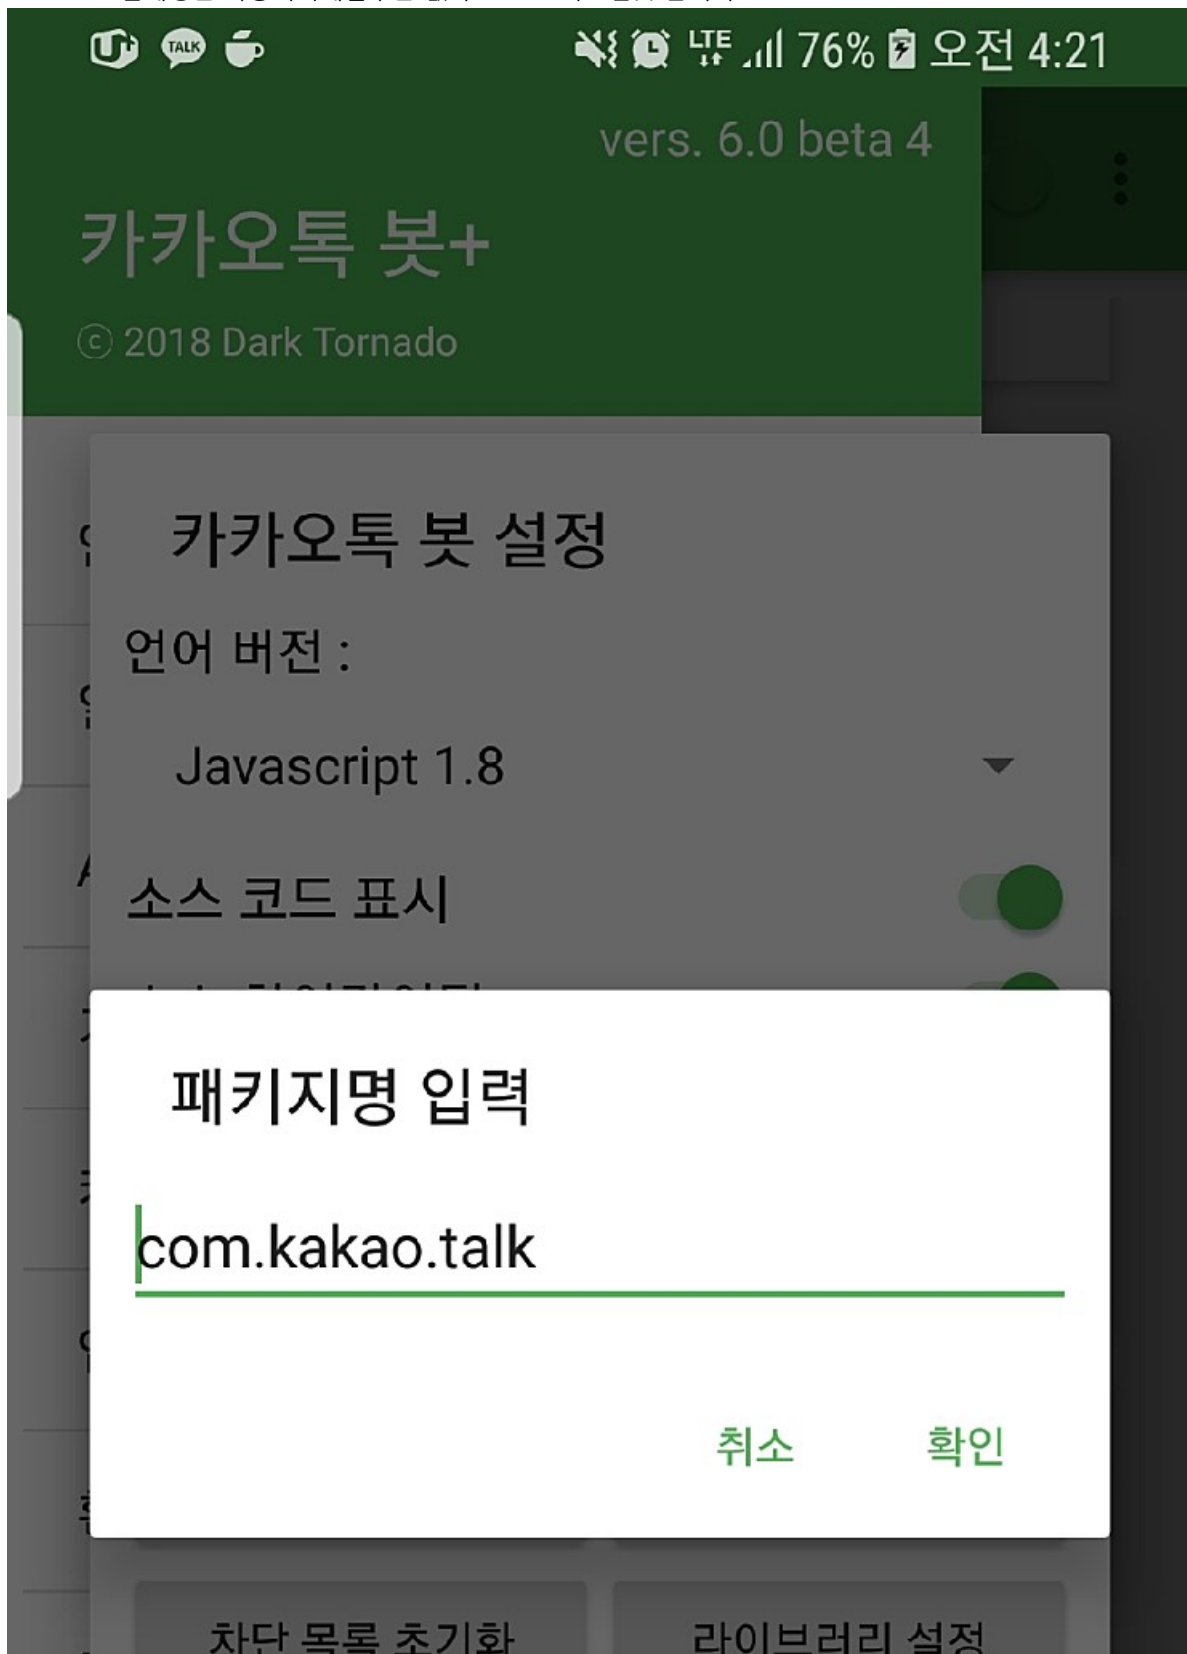 TALK
LTE 76% 오전 4:21
vers. 6.0 beta 4
카카오톡 봇+
ⓒ 2018 Dark Tornado
카카오톡 봇 설정
언어 버전 :
Javascript 1.8
소스 코드 표시
패키지명 입력
com.kakao.talk
취소 확인
차단 목록 초기화 라이브러리 설정